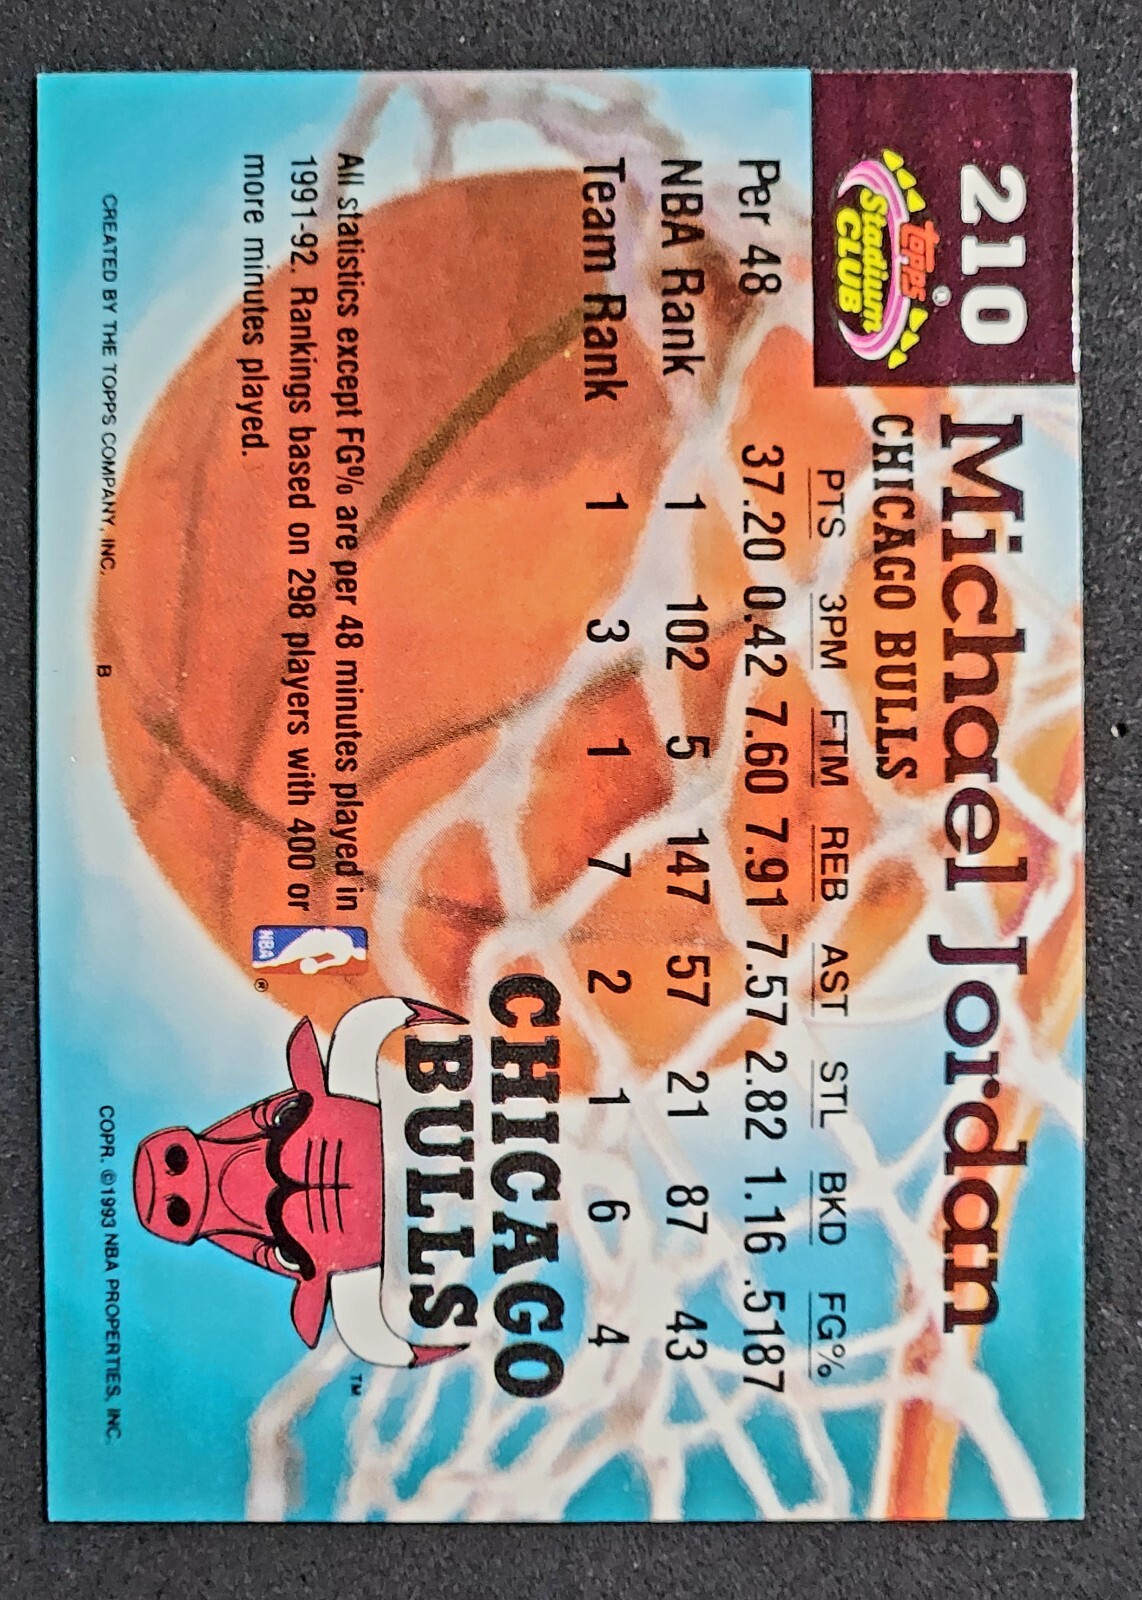 210 Michael Jordan
CHICAGO BULLS
topps®
Stadium
CLUB
PTS 3PM FTM REB AST STL BKD FG%
Per 48 37.20 0.42 7.60 7.91 7.57 2.82 1.16 .5187
NBA Rank 1 102 5 147 57 21 87 43
Team Rank 1 3 1 7 2 1 6 4
CHICAGO
BULLS
™
All statistics except FG% are per 48 minutes played in
1991-92. Rankings based on 298 players with 400 or
more minutes played.
NBA
®
CREATED BY THE TOPPS COMPANY, INC. B COPR. ©1993 NBA PROPERTIES, INC.